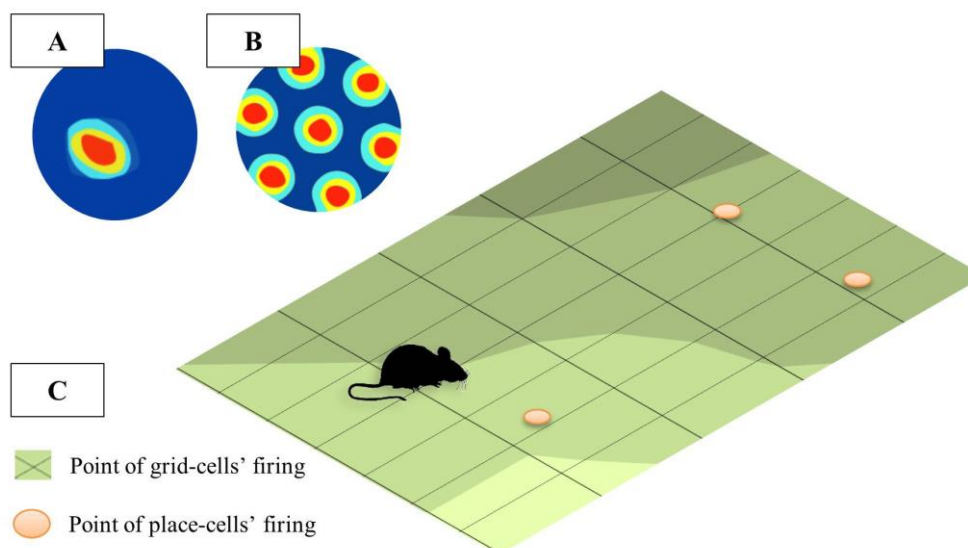 A
B
C
Point of grid-cells’ firing
Point of place-cells’ firing